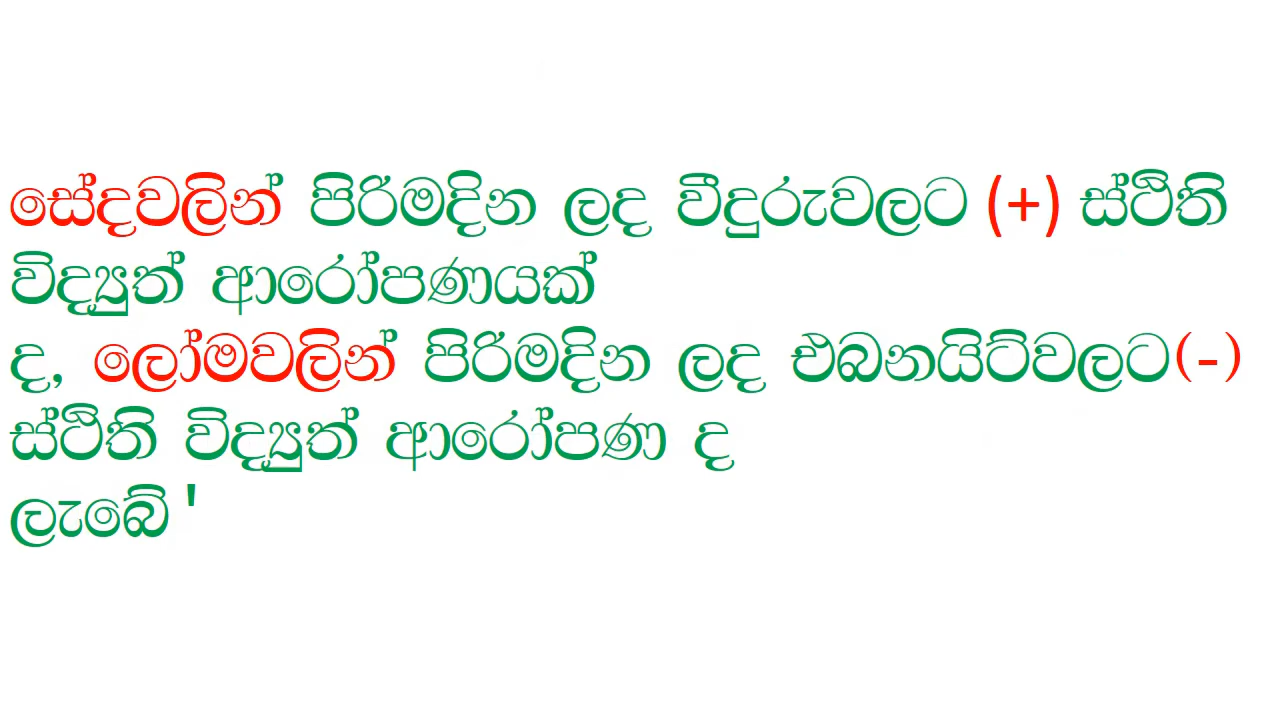 සේදවලින් පිරිමදින ලද වීදුරුවලට (+) ස්ථිති
විද්‍යුත් ආරෝපණයක්
ද, ලෝමවලින් පිරිමදින ලද එබනයිට්වලට(-)
ස්ථිති විද්‍යුත් ආරෝපණ ද
ලැබේ '